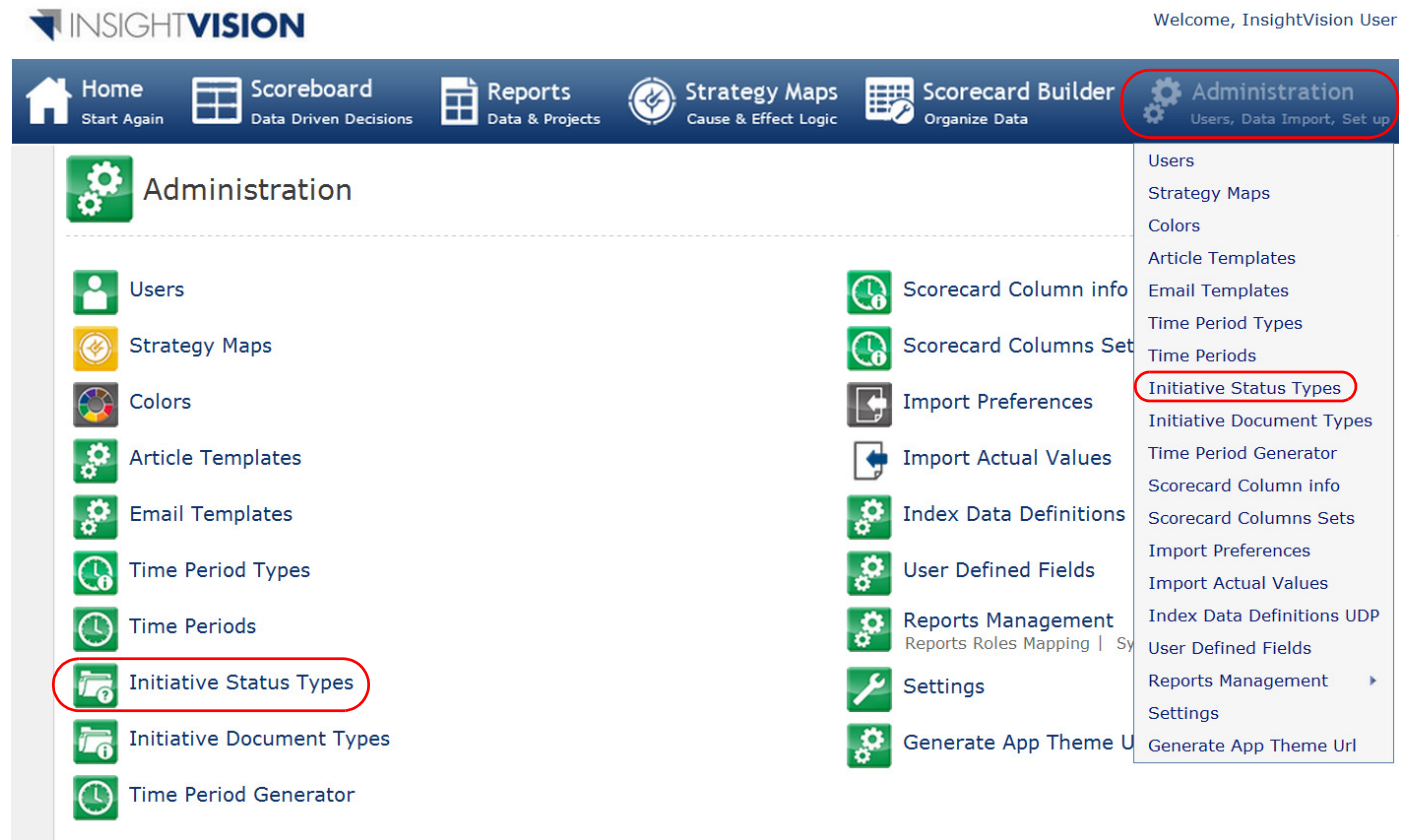 INSIGHTVISION
Welcome, InsightVision User
Home
Start Again
Scoreboard
Data Driven Decisions
Reports
Data & Projects
Strategy Maps
Cause & Effect Logic
Scorecard Builder
Organize Data
Administration
Users, Data Import, Set up
Administration
Users
Strategy Maps
Colors
Article Templates
Email Templates
Time Period Types
Time Periods
Initiative Status Types
Initiative Document Types
Time Period Generator
Scorecard Column info
Scorecard Columns Set
Import Preferences
Import Actual Values
Index Data Definitions
User Defined Fields
Reports Management
Reports Roles Mapping | Sy
Settings
Generate App Theme U
Users
Strategy Maps
Colors
Article Templates
Email Templates
Time Period Types
Time Periods
Initiative Status Types
Initiative Document Types
Time Period Generator
Scorecard Column info
Scorecard Columns Sets
Import Preferences
Import Actual Values
Index Data Definitions UDP
User Defined Fields
Reports Management
Settings
Generate App Theme Url